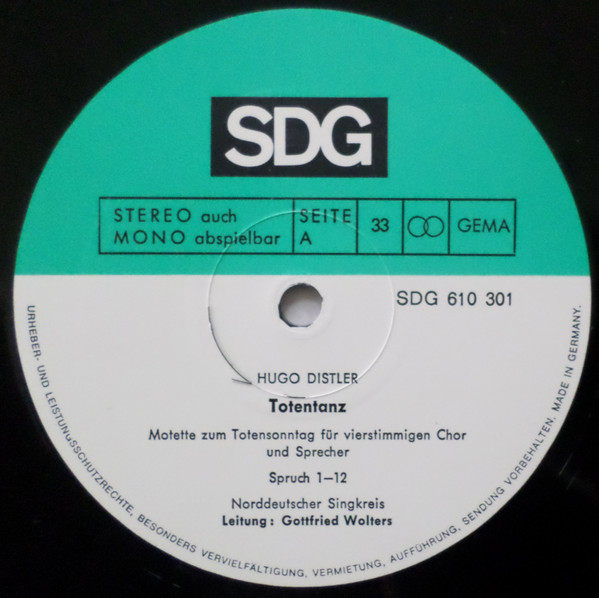 SDG
STEREO auch
MONO abspielbar
SEITE
A
33
GEMA
SDG 610 301
HUGO DISTLER
Totentanz
Motette zum Totensonntag für vierstimmigen Chor
und Sprecher
Spruch 1–12
Norddeutscher Singkreis
Leitung: Gottfried Wolters
URHEBER- UND LEISTUNGSSCHUTZRECHTE, BESONDERS VERVIELFÄLTIGUNG, VERMIETUNG, AUFFÜHRUNG, SENDUNG VORBEHALTEN. MADE IN GERMANY.